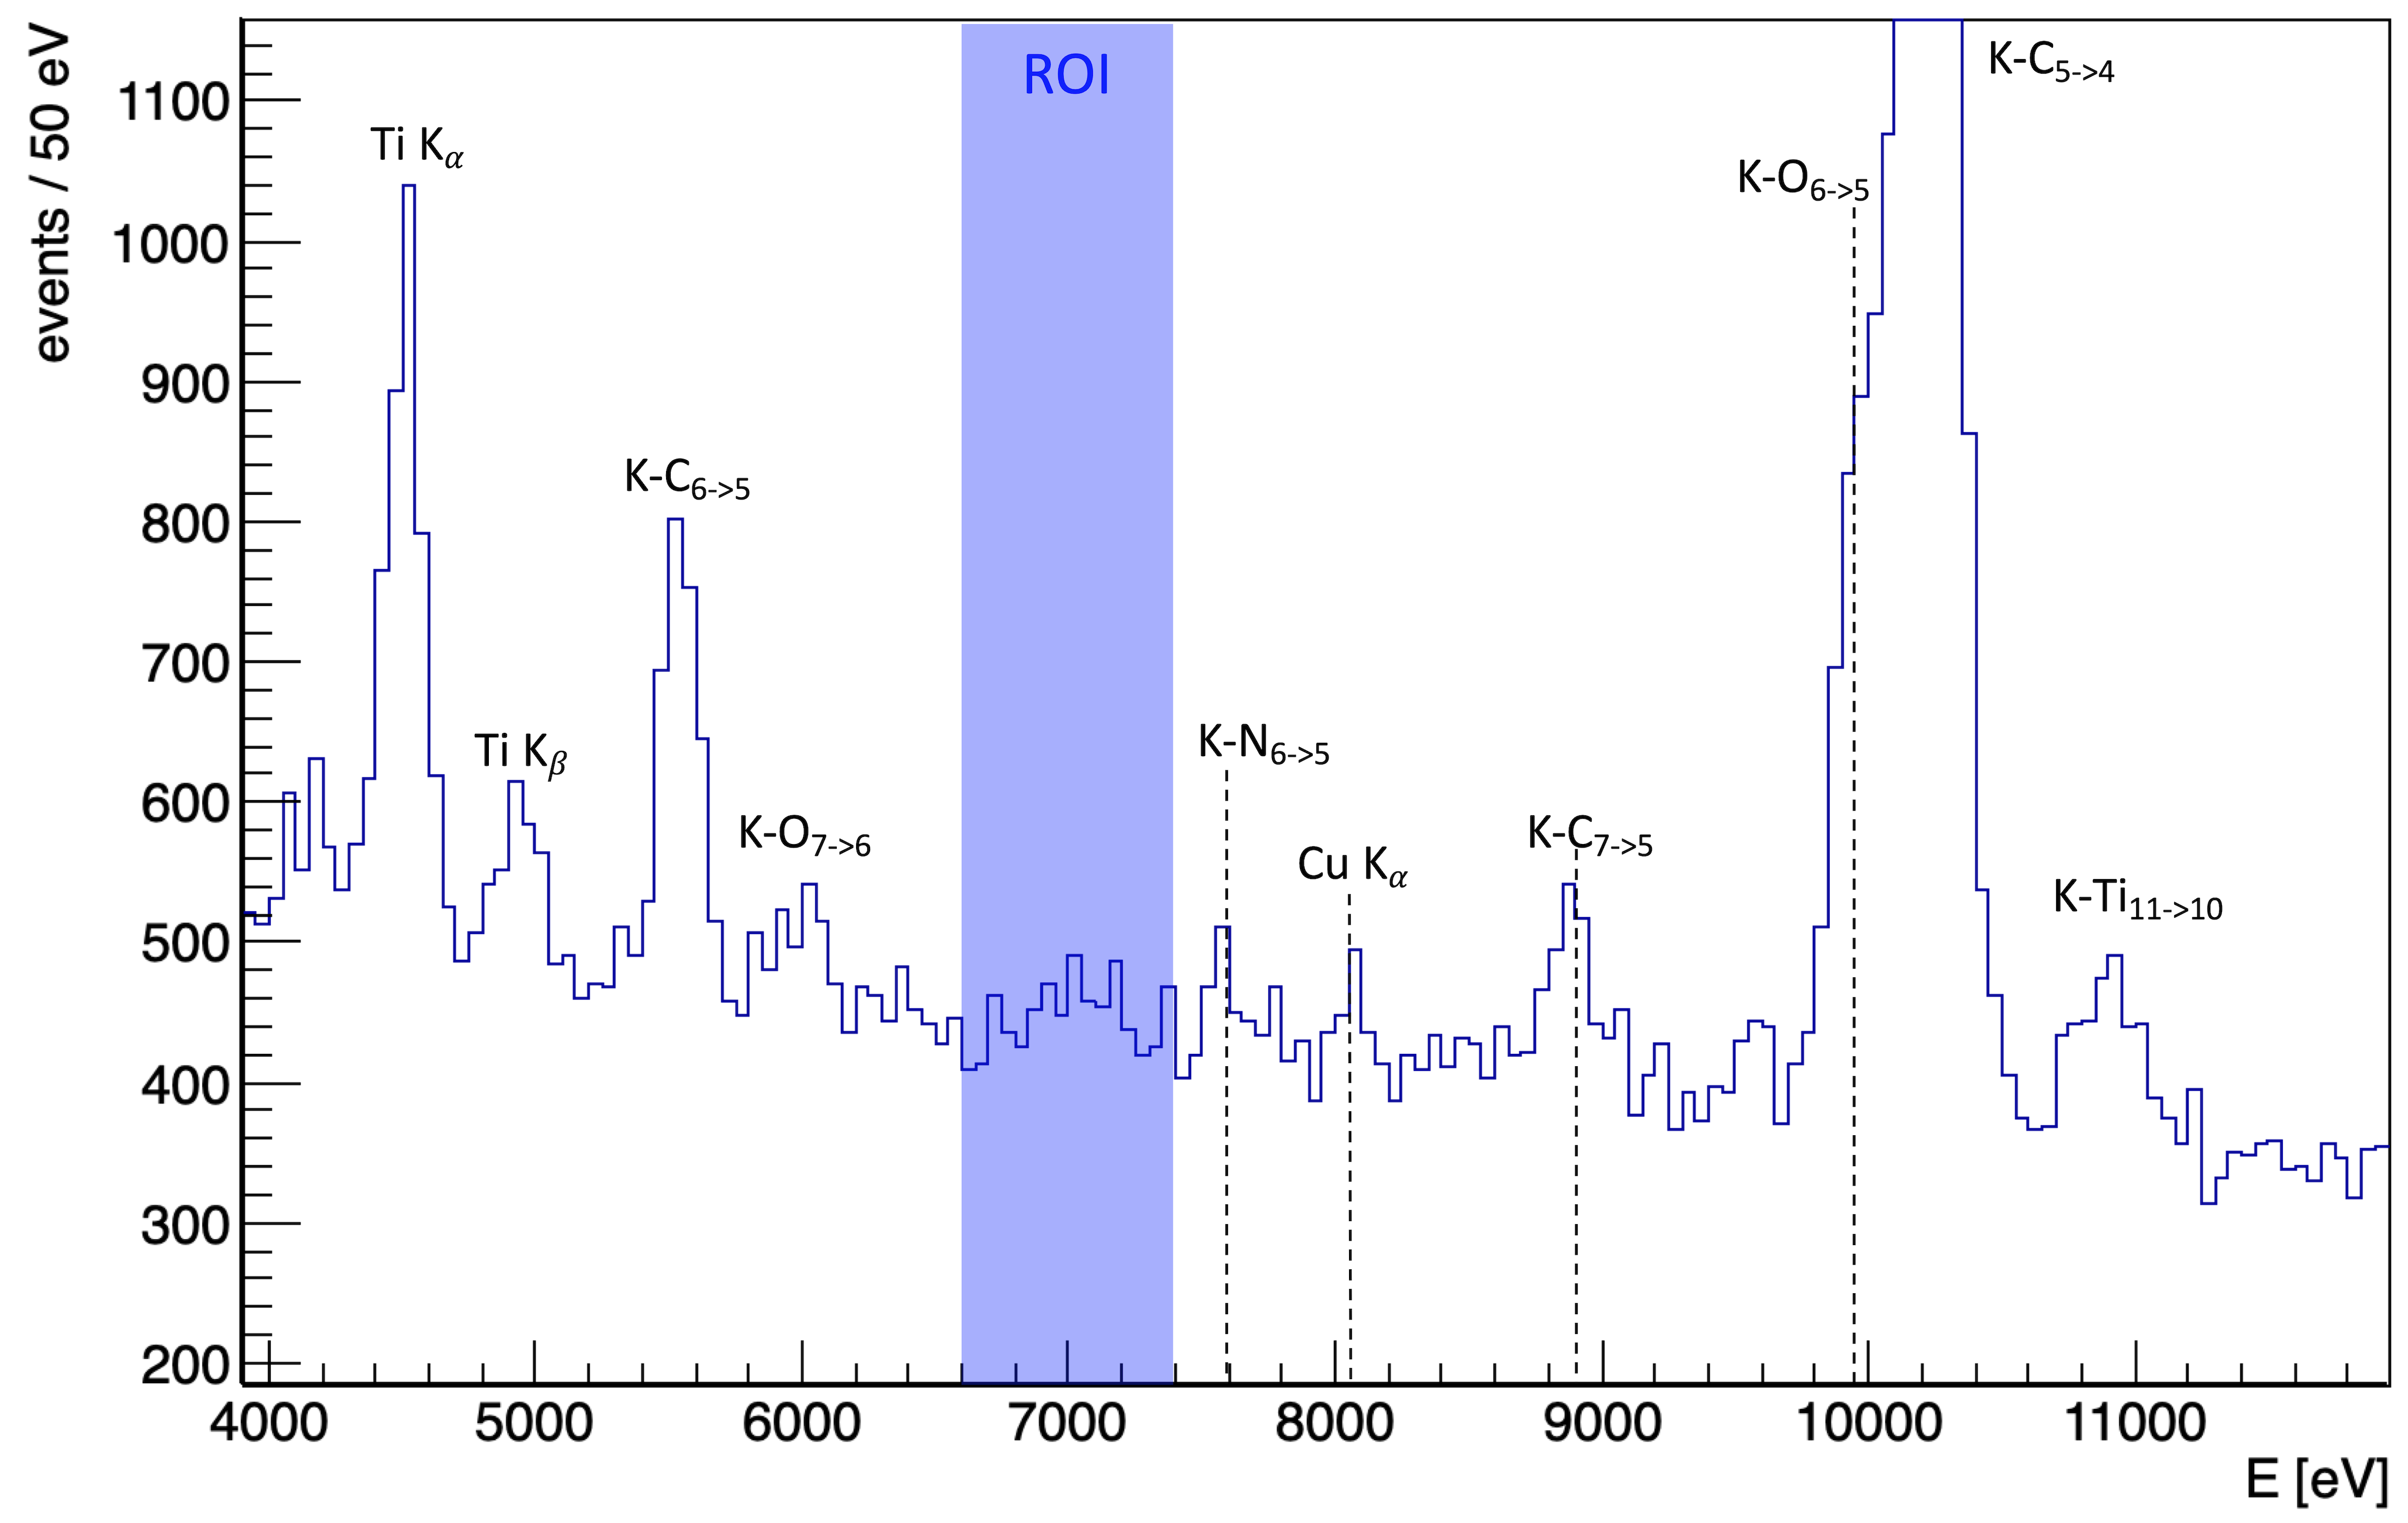 events / 50 eV
1100
1000
900
800
700
600
500
400
300
200
ROI
K-C5->4
Ti Kα
K-O6->5
K-C6->5
Ti Kβ
K-N6->5
K-O7->6
K-C7->5
Cu Kα
K-Ti11->10
4000 5000 6000 7000 8000 9000 10000 11000
E [eV]